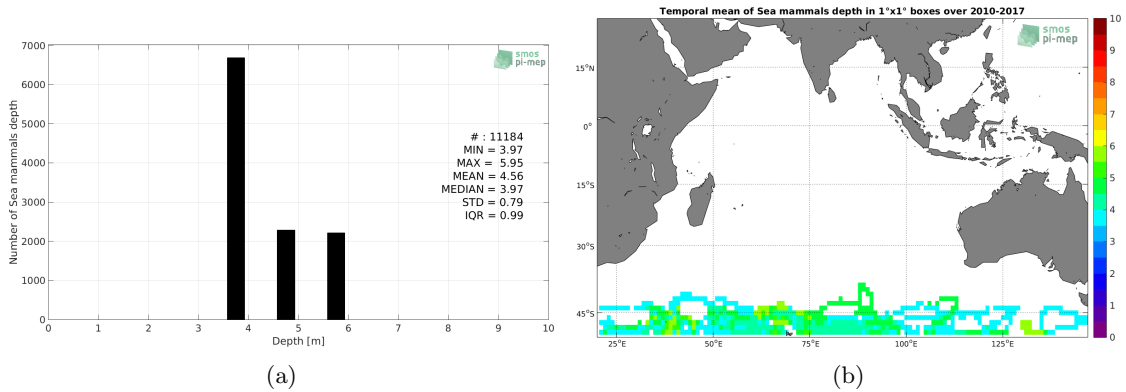 7000
6000
5000
4000
3000
2000
1000
0
Number of Sea mammals depth
smos
pi-mep
# : 11184
MIN = 3.97
MAX = 5.95
MEAN = 4.56
MEDIAN = 3.97
STD = 0.79
IQR = 0.99
0 1 2 3 4 5 6 7 8 9 10
Depth [m]
(a)
Temporal mean of Sea mammals depth in 1°x1° boxes over 2010-2017
smos
pi-mep
15°N
0°
15°S
30°S
45°S
25°E 50°E 75°E 100°E 125°E
10
9
8
7
6
5
4
3
2
1
0
(b)